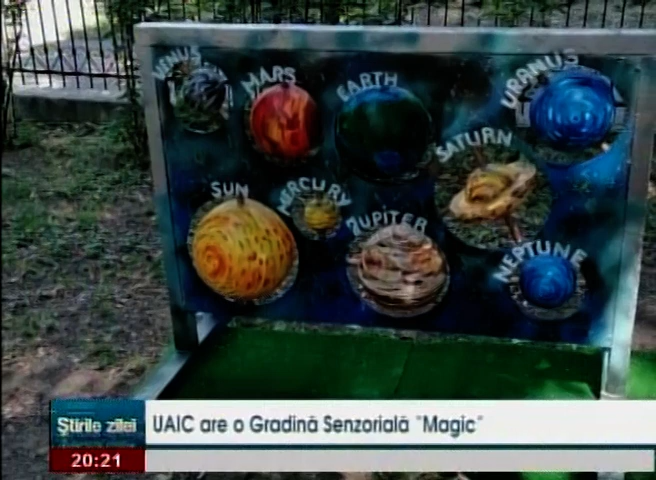 VENUS
MARS
EARTH
URANUS
SATURN
SUN
MERCURY
JUPITER
NEPTUNE
Știrile zilei
UAIC are o Gradină Senzorială "Magic"
20:21